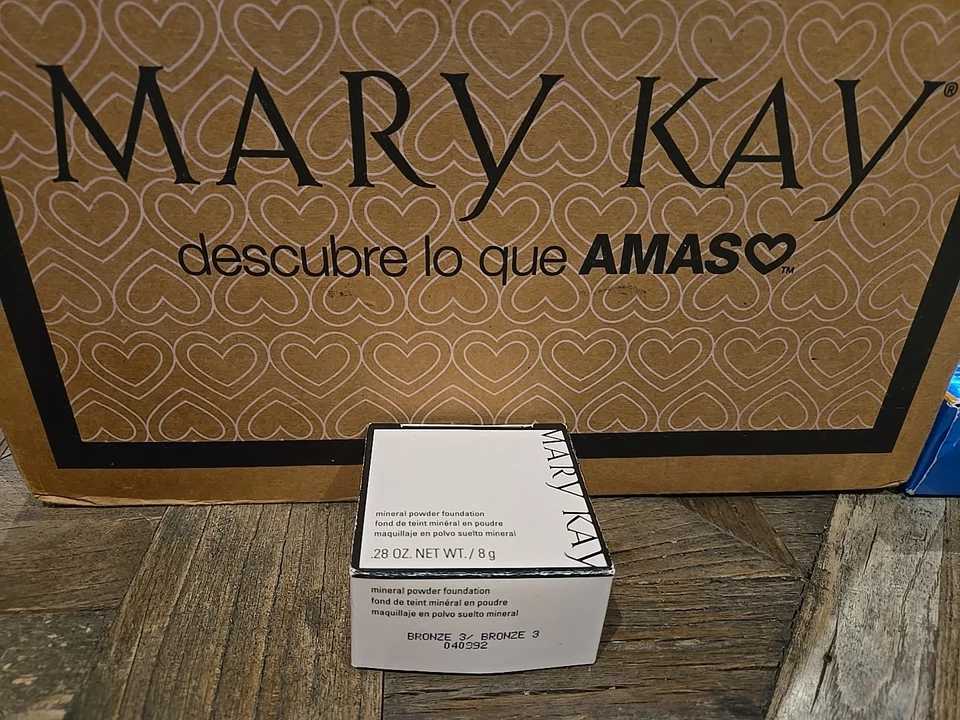 MARY KAY®
descubre lo que AMAS™
MARY KAY
mineral powder foundation
fond de teint minéral en poudre
maquillaje en polvo suelto mineral
.28 OZ. NET WT. / 8 g
mineral powder foundation
fond de teint minéral en poudre
maquillaje en polvo suelto mineral
BRONZE 3/ BRONZE 3
040992